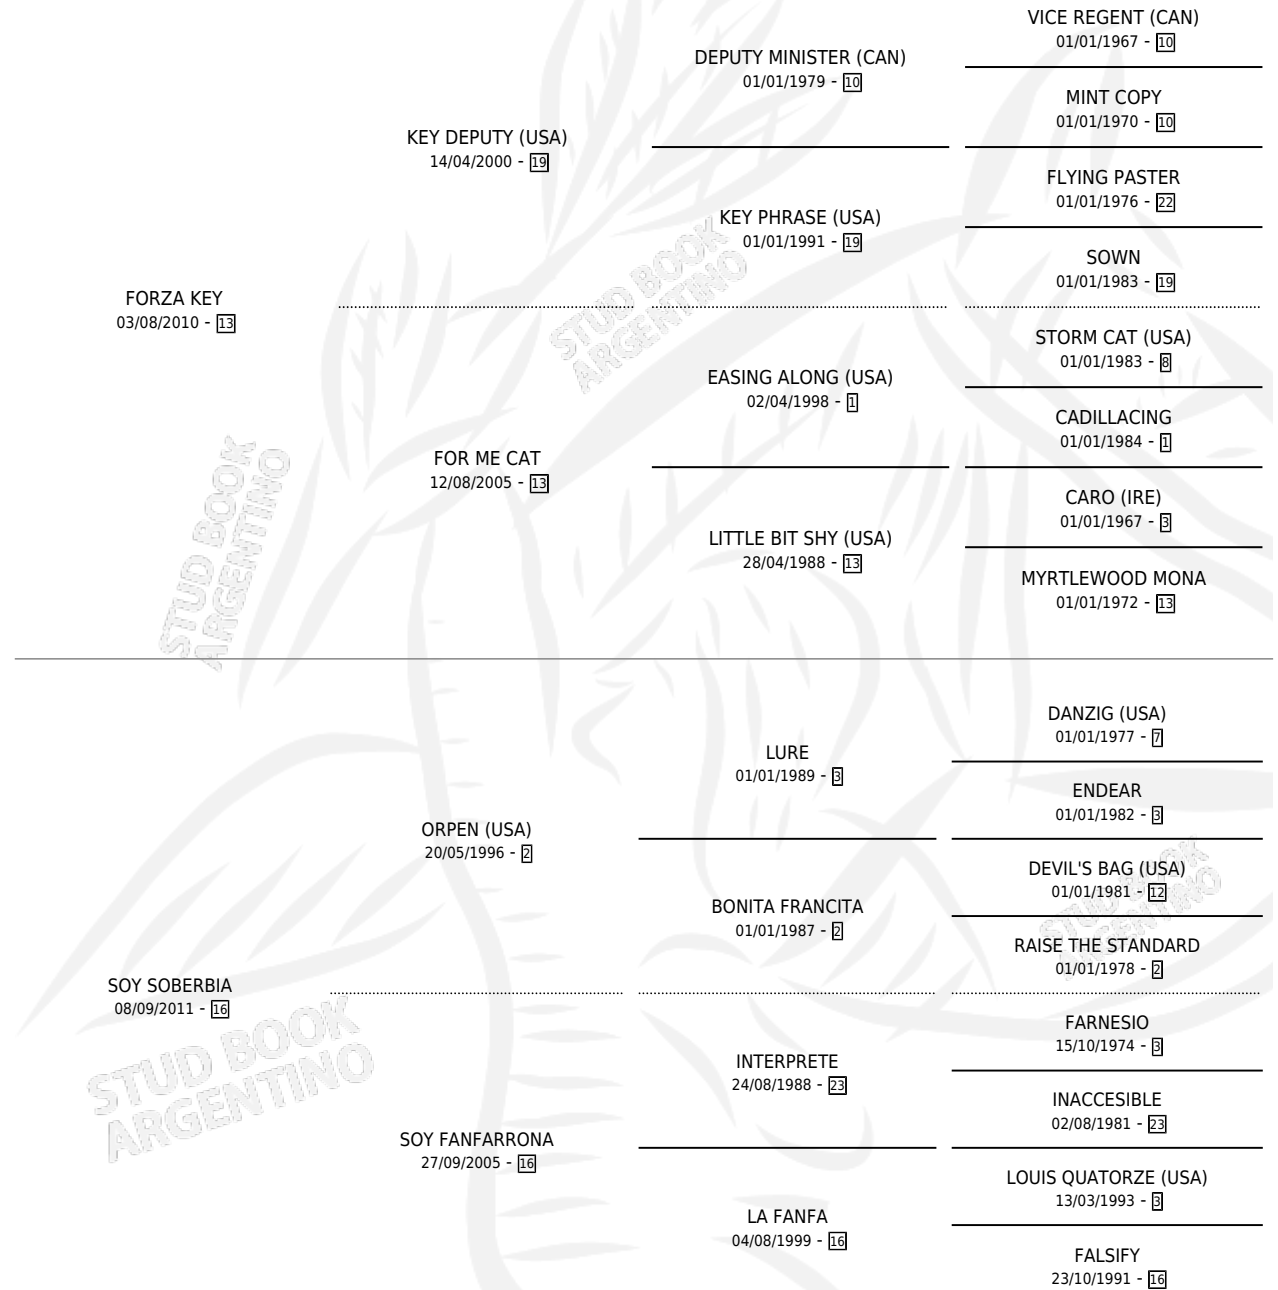 VICE REGENT (CAN)
01/01/1967 - 10
DEPUTY MINISTER (CAN)
01/01/1979 - 10
MINT COPY
01/01/1970 - 10
KEY DEPUTY (USA)
14/04/2000 - 19
FLYING PASTER
01/01/1976 - 22
KEY PHRASE (USA)
01/01/1991 - 19
SOWN
01/01/1983 - 19
FORZA KEY
03/08/2010 - 13
STORM CAT (USA)
01/01/1983 - 8
EASING ALONG (USA)
02/04/1998 - 1
CADILLACING
01/01/1984 - 1
FOR ME CAT
12/08/2005 - 13
CARO (IRE)
01/01/1967 - 3
LITTLE BIT SHY (USA)
28/04/1988 - 13
MYRTLEWOOD MONA
01/01/1972 - 13
DANZIG (USA)
01/01/1977 - 7
LURE
01/01/1989 - 3
ENDEAR
01/01/1982 - 3
ORPEN (USA)
20/05/1996 - 2
DEVIL'S BAG (USA)
01/01/1981 - 12
BONITA FRANCITA
01/01/1987 - 2
RAISE THE STANDARD
01/01/1978 - 2
SOY SOBERBIA
08/09/2011 - 16
FARNESIO
15/10/1974 - 3
INTERPRETE
24/08/1988 - 23
INACCESIBLE
02/08/1981 - 23
SOY FANFARRONA
27/09/2005 - 16
LOUIS QUATORZE (USA)
13/03/1993 - 3
LA FANFA
04/08/1999 - 16
FALSIFY
23/10/1991 - 16
STUD BOOK
ARGENTINO
STUD BOOK
ARGENTINO
STUD BOOK
ARGENTINO
STUD BOOK
ARGENTINO